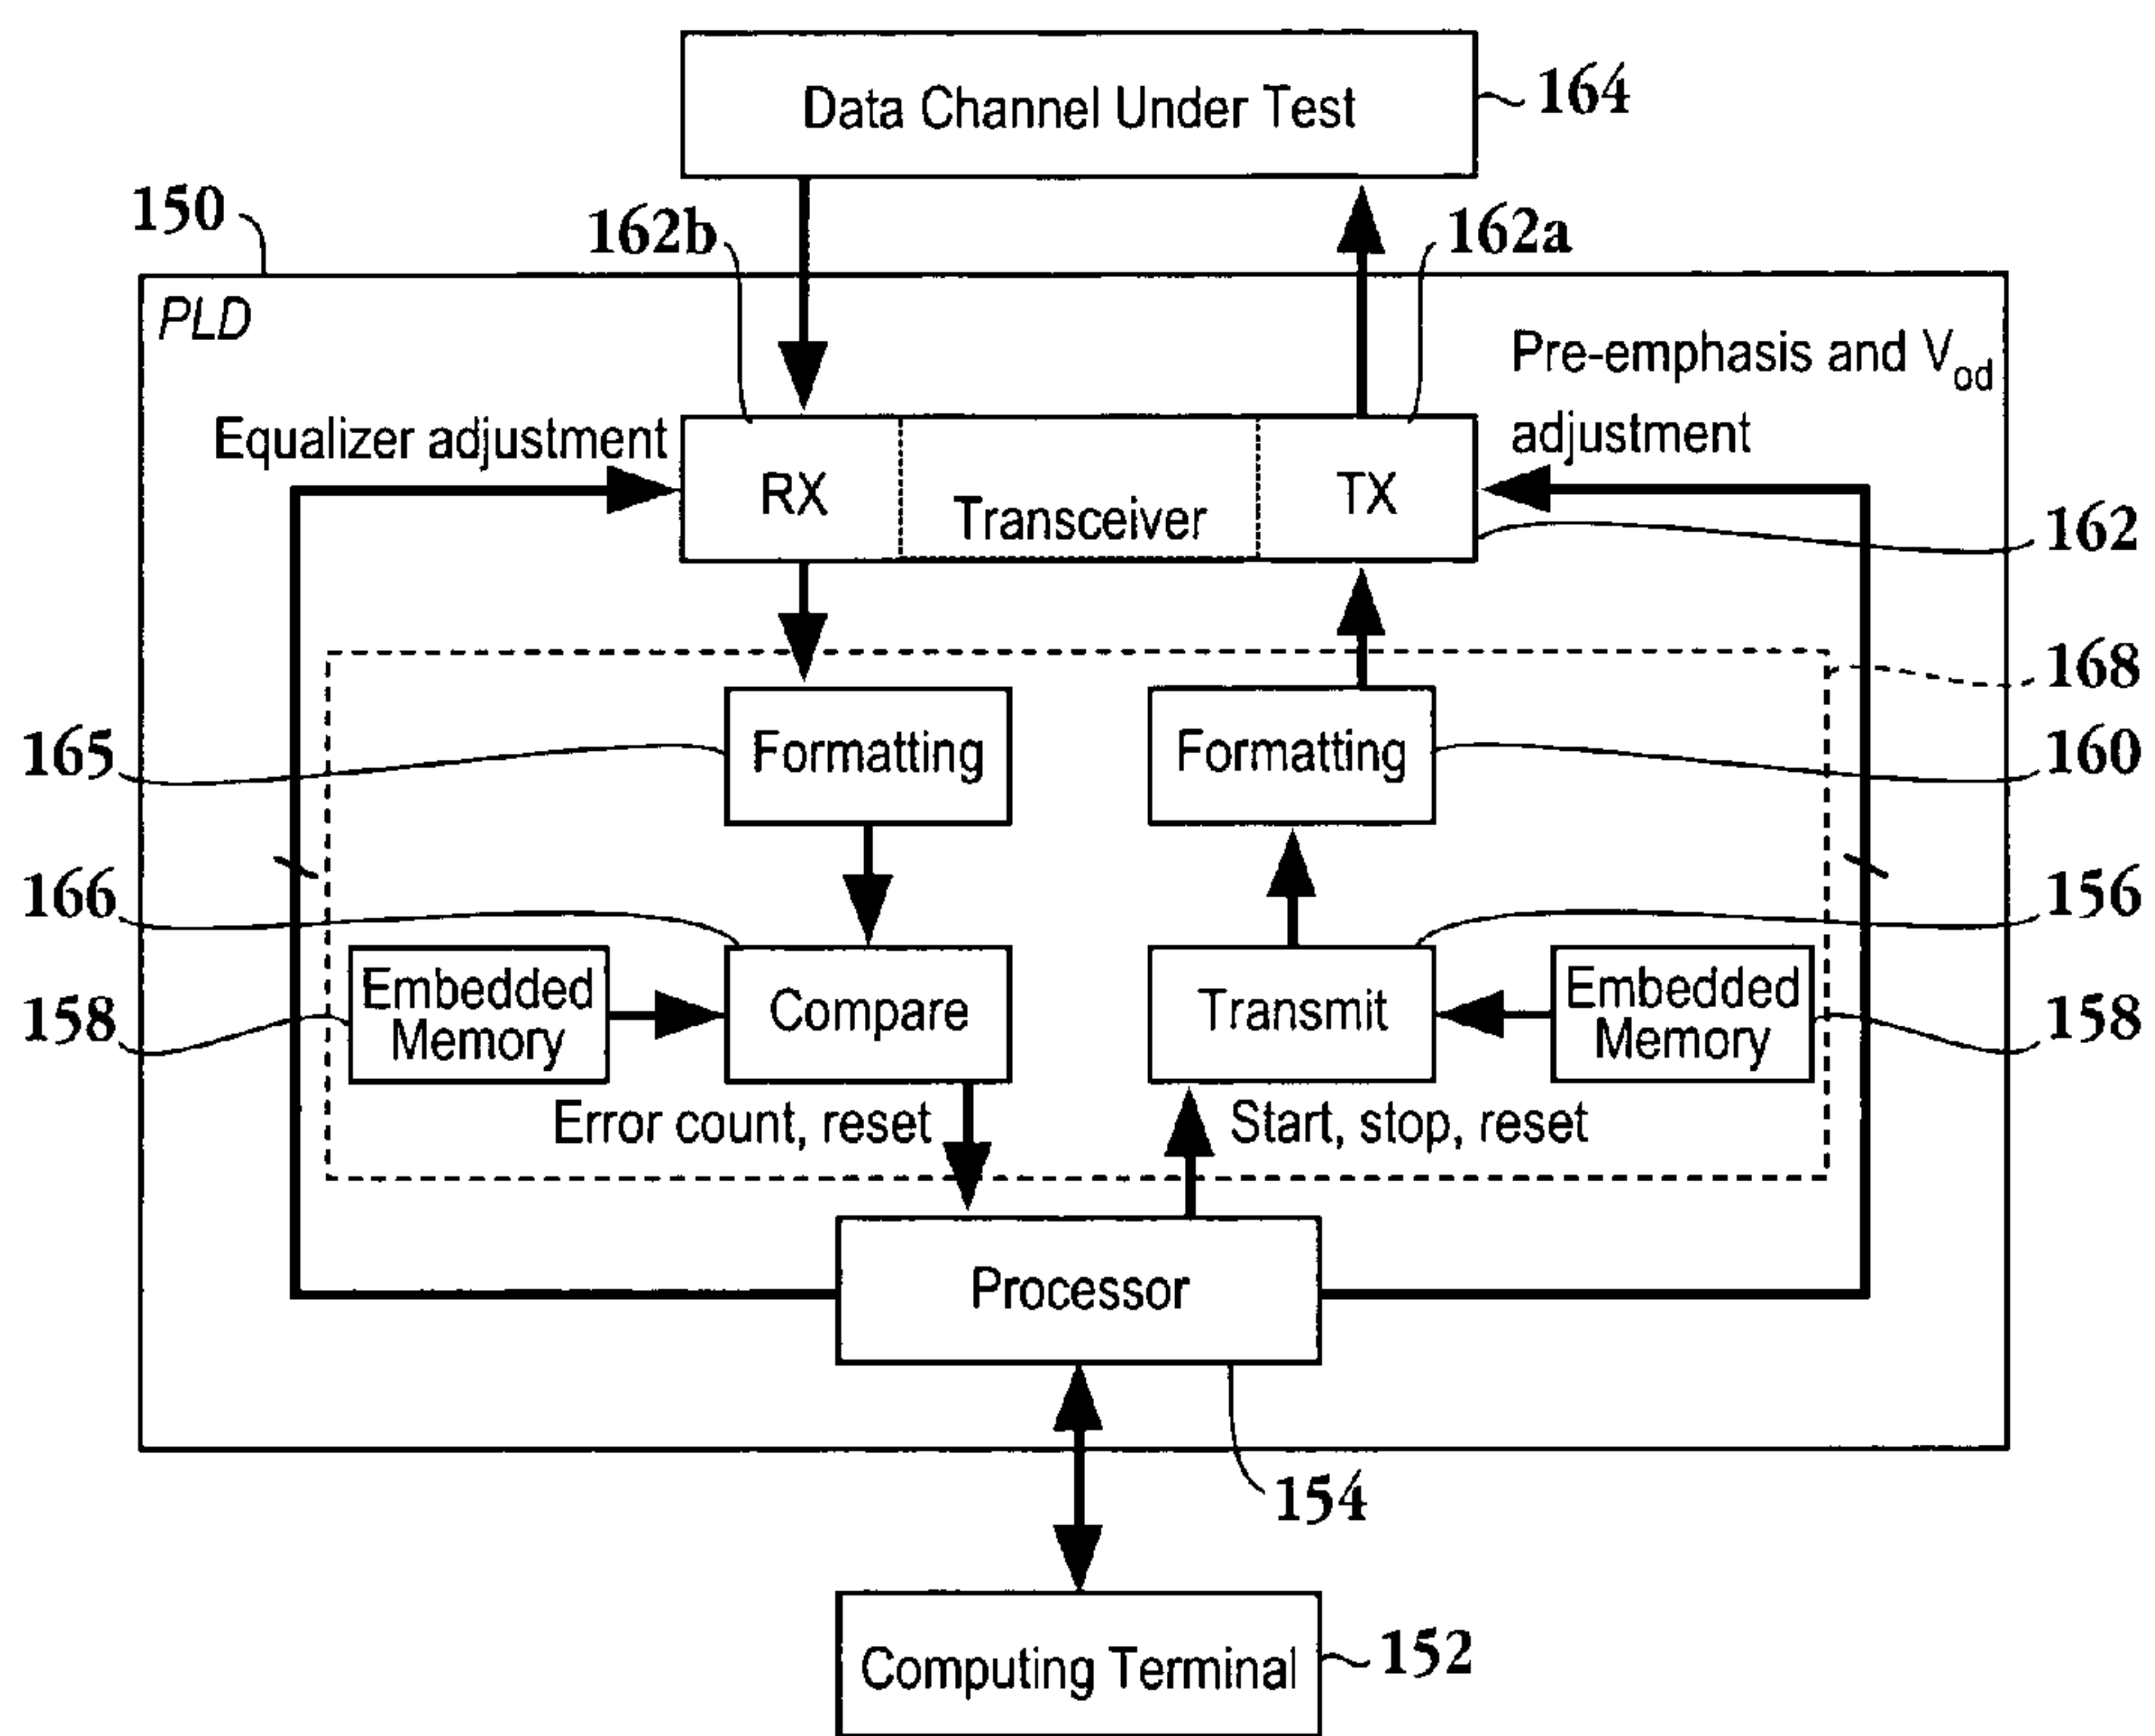 Data Channel Under Test
164
150
162b
162a
PLD
Pre-emphasis and Vod
adjustment
Equalizer adjustment
RX
Transceiver
TX
162
168
165
Formatting
Formatting
160
166
156
Embedded
Memory
Compare
Transmit
Embedded
Memory
158
158
Error count, reset
Start, stop, reset
Processor
154
Computing Terminal
152